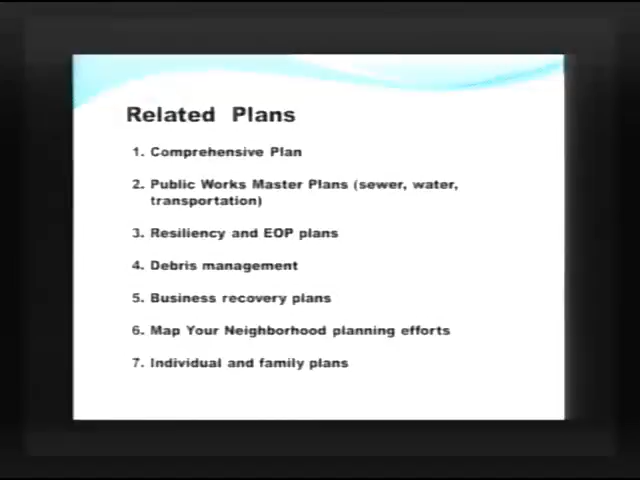 Related Plans
1. Comprehensive Plan
2. Public Works Master Plans (sewer, water,
transportation)
3. Resiliency and EOP plans
4. Debris management
5. Business recovery plans
6. Map Your Neighborhood planning efforts
7. Individual and family plans